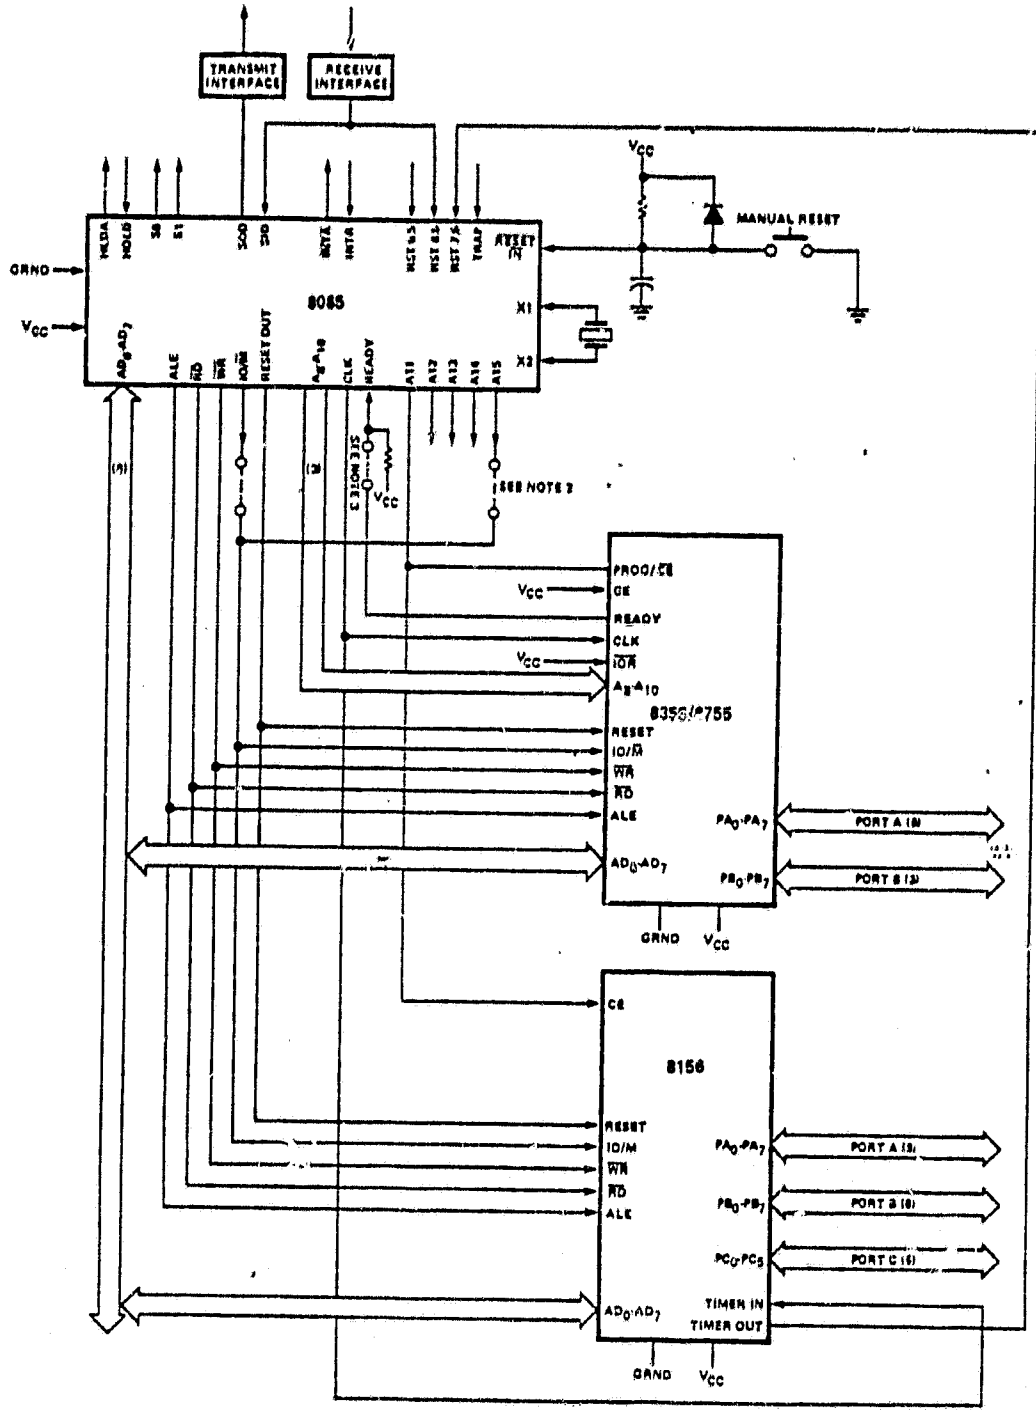 TRANSMIT
INTERFACE
RECEIVE
INTERFACE
VCC
MANUAL RESET
HLDA
HOLD
S0
S1
SOD
SID
INTA
INTR
RST 5.5
RST 6.5
RST 7.5
TRAP
RESET
IN
GRND
VCC
8085
X1
X2
AD0-AD7
ALE
RD
WR
IO/M
RESET OUT
A8-A10
CLK
READY
A11
A12
A13
A14
A15
SEE NOTE 3
VCC
SEE NOTE 2
PROG/CE
VCC
CE
READY
CLK
VCC
IOR
A8-A10
RESET
IO/M
WR
RD
ALE
PA0-PA7
PORT A (8)
AD0-AD7
PB0-PB7
GRND
VCC
CE
8156
RESET
IO/M
WR
RD
ALE
PA0-PA7
PORT A (8)
PB0-PB7
PORT B (8)
PC0-PC5
PORT C (6)
TIMER IN
TIMER OUT
AD0-AD7
GRND
VCC